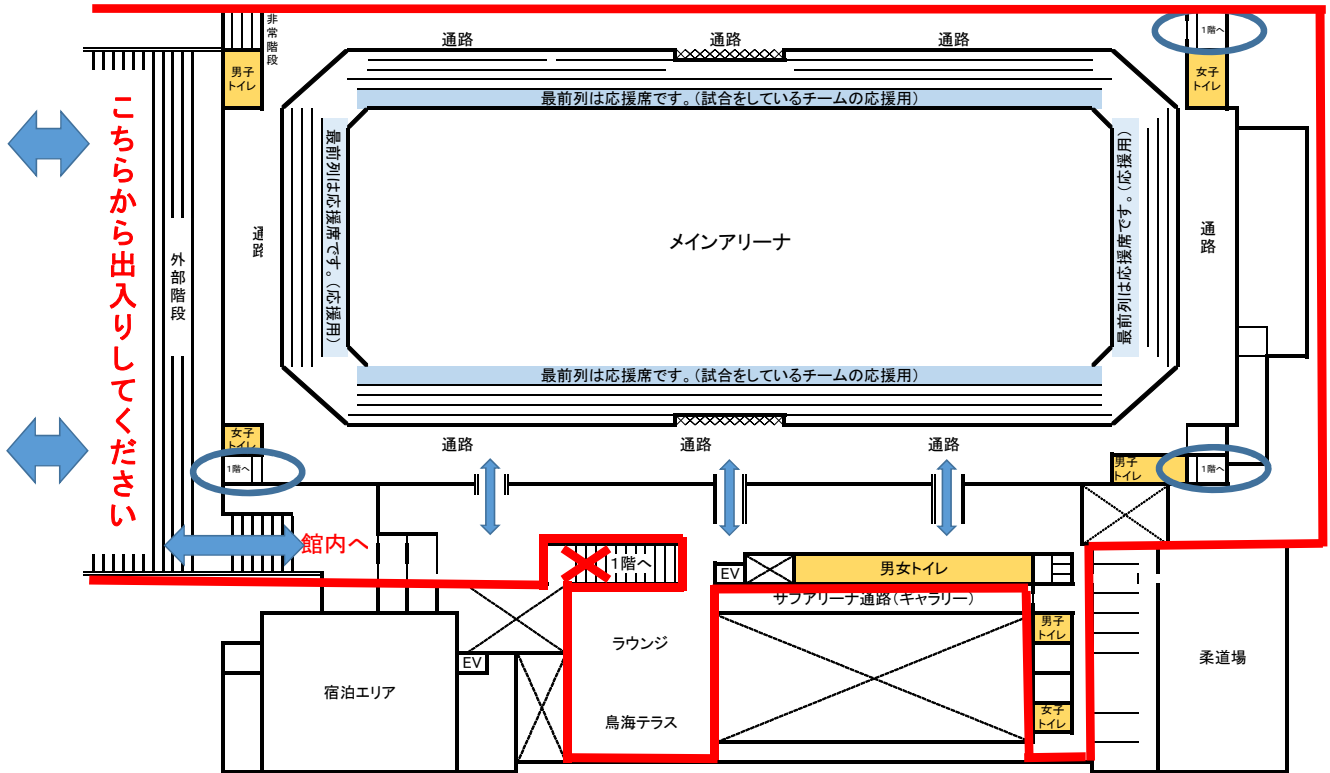 非常階段
通路
通路
通路
1階へ
男子
トイレ
女子
トイレ
最前列は応援席です。（試合をしているチームの応援用）
こちらから出入りしてください
外部階段
通路
最前列は応援席です。（応援用）
メインアリーナ
最前列は応援席です。（応援用）
通路
最前列は応援席です。（試合をしているチームの応援用）
女子
トイレ
1階へ
通路
通路
通路
男子
トイレ
1階へ
館内へ
1階へ
EV
男女トイレ
サブアリーナ通路（ギャラリー）
男子
トイレ
ラウンジ
EV
宿泊エリア
鳥海テラス
女子
トイレ
柔道場